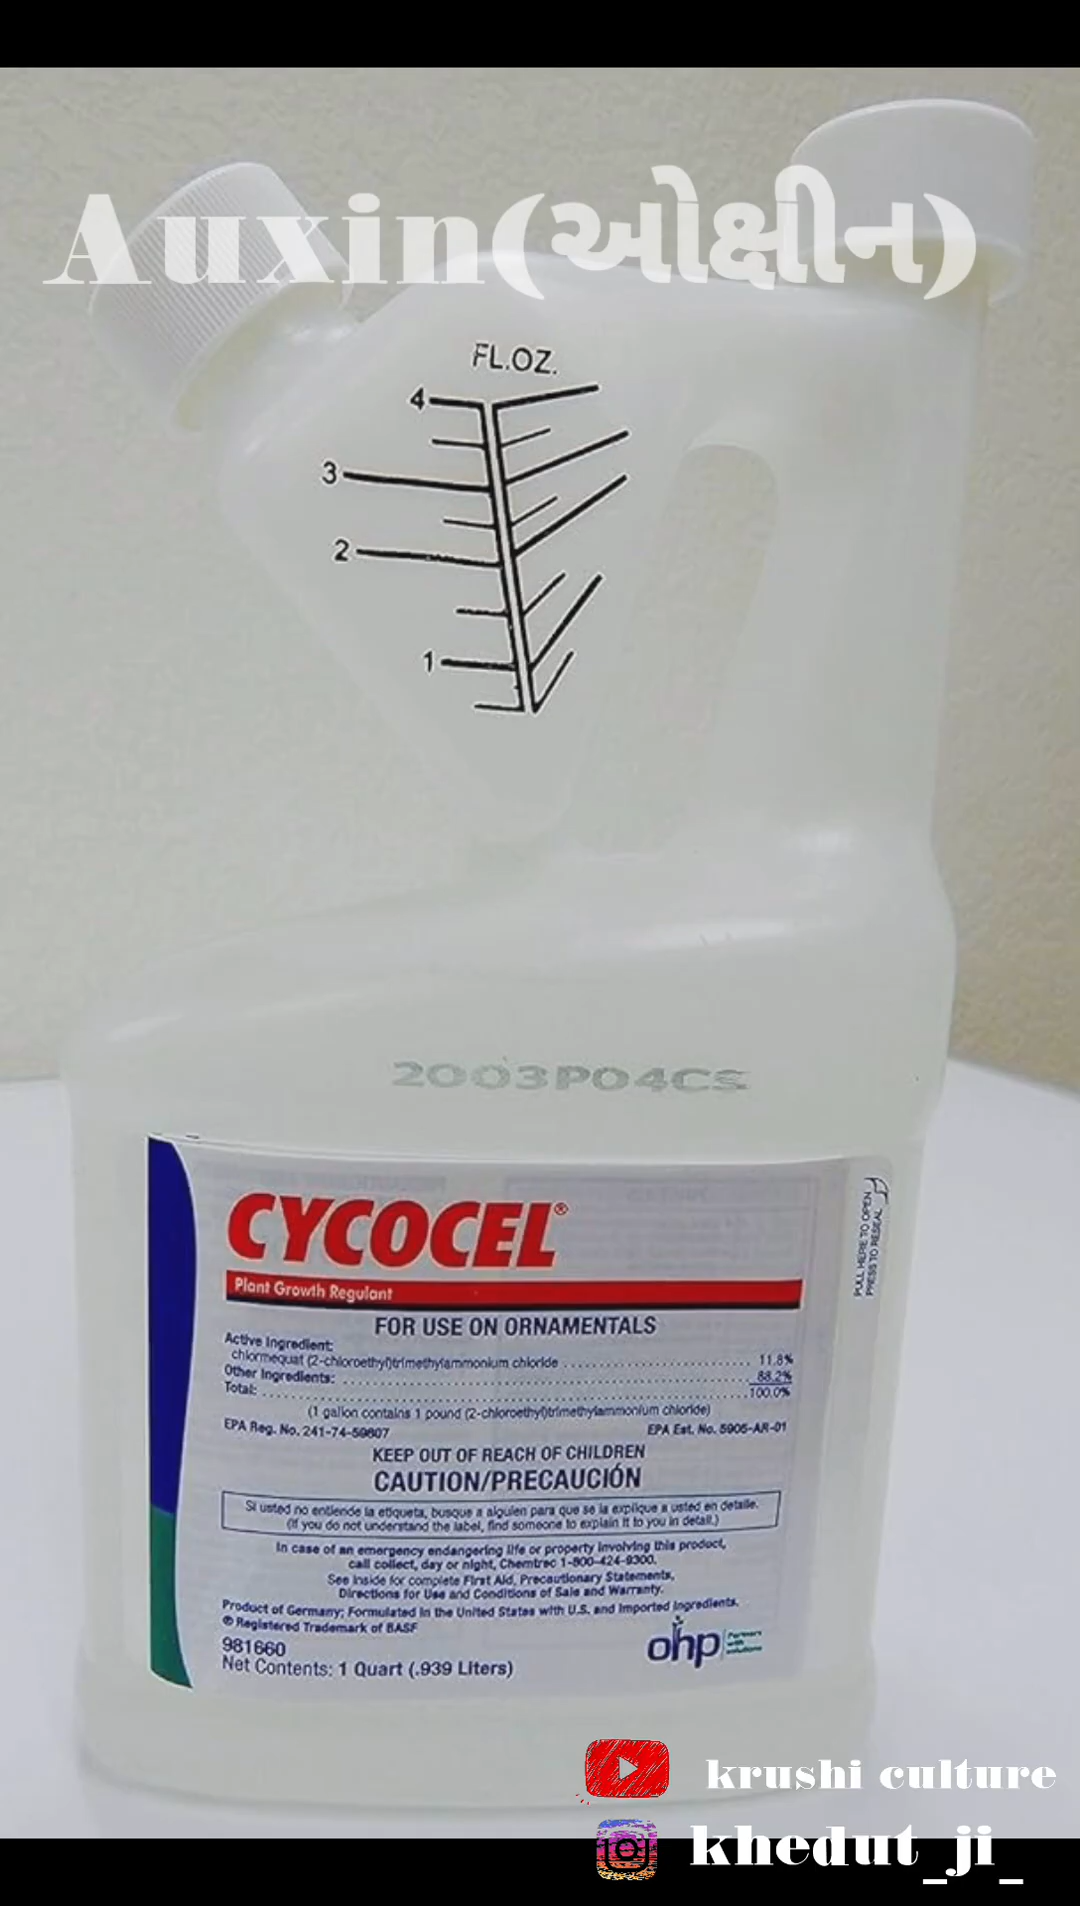 Auxin(ઓક્ષીન)
FL.OZ.
4
3
2
1
2003P04CS
CYCOCEL®
Plant Growth Regulant
FOR USE ON ORNAMENTALS
Active Ingredient:
chlormequat (2-chloroethyl)trimethylammonium chloride ........................ 11.8%
Other Ingredients: ........................ 88.2%
Total: ........................ 100.0%
(1 gallon contains 1 pound (2-chloroethyl)trimethylammonium chloride)
EPA Reg. No. 241-74-59807 EPA Est. No. 5905-AR-01
KEEP OUT OF REACH OF CHILDREN
CAUTION/PRECAUCIÓN
Si usted no entiende la etiqueta, busque a alguien para que se la explique a usted en detalle.
(If you do not understand the label, find someone to explain it to you in detail.)
In case of an emergency endangering life or property involving this product,
call collect, day or night, Chemtrec 1-800-424-9300.
See inside for complete First Aid, Precautionary Statements,
Directions for Use and Conditions of Sale and Warranty.
Product of Germany; Formulated in the United States with U.S. and Imported Ingredients.
® Registered Trademark of BASF
981660
Net Contents: 1 Quart (.939 Liters)
ohp Partners
with
solutions
PULL HERE TO OPEN
PRESS TO RESEAL
krushi culture
khedut_ji_